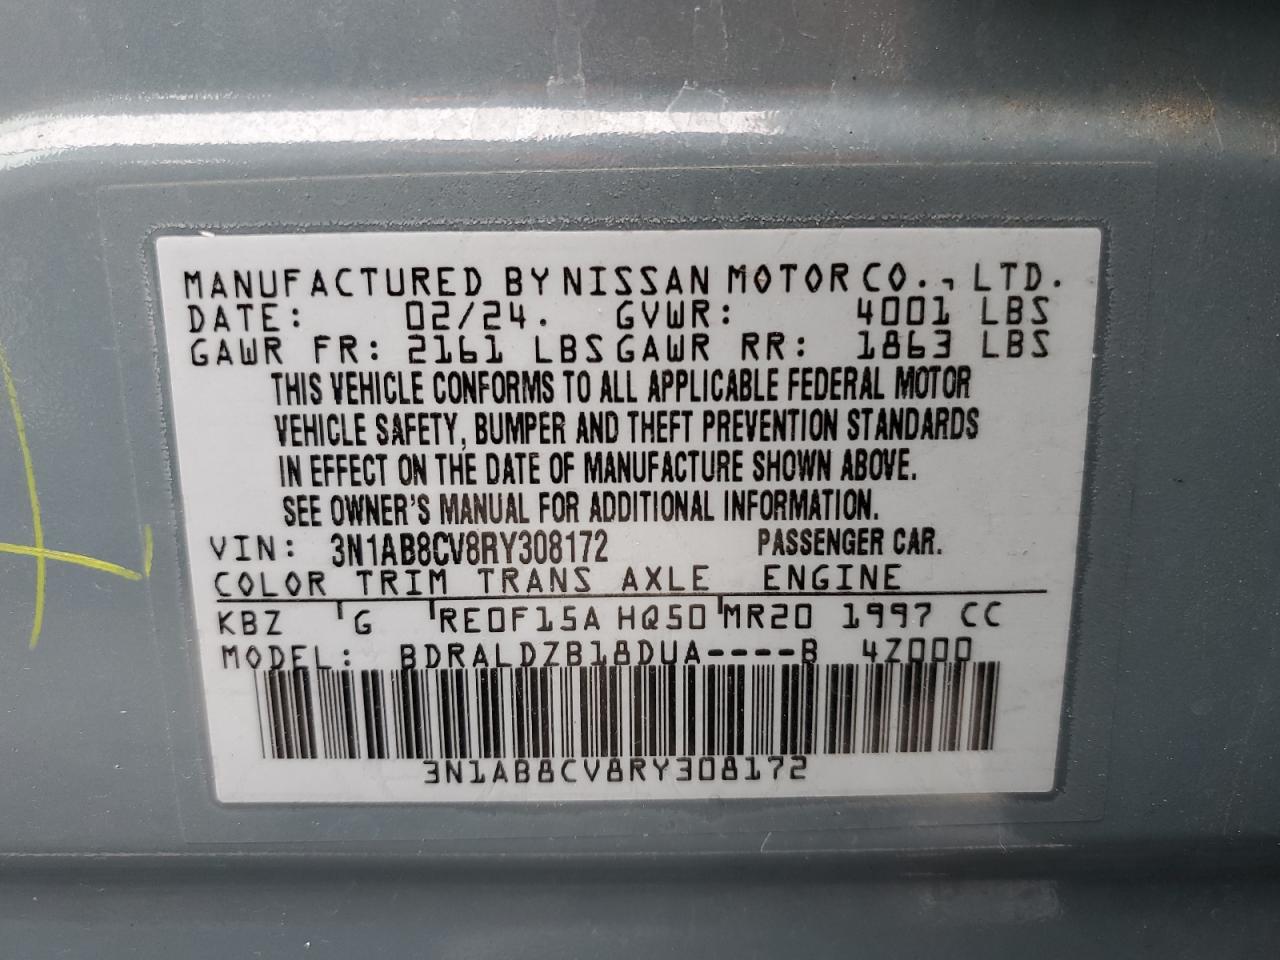 MANUFACTURED BY NISSAN MOTOR CO., LTD.
DATE: 02/24. GVWR: 4001 LBS
GAWR FR: 2161 LBS GAWR RR: 1863 LBS
THIS VEHICLE CONFORMS TO ALL APPLICABLE FEDERAL MOTOR
VEHICLE SAFETY, BUMPER AND THEFT PREVENTION STANDARDS
IN EFFECT ON THE DATE OF MANUFACTURE SHOWN ABOVE.
SEE OWNER'S MANUAL FOR ADDITIONAL INFORMATION.
VIN: 3N1AB8CV8RY308172 PASSENGER CAR.
COLOR TRIM TRANS AXLE ENGINE
KBZ G RE0F15A HQ50 MR20 1997 CC
MODEL: BDRALDZB18DUA----B 4Z000
3N1AB8CV8RY308172